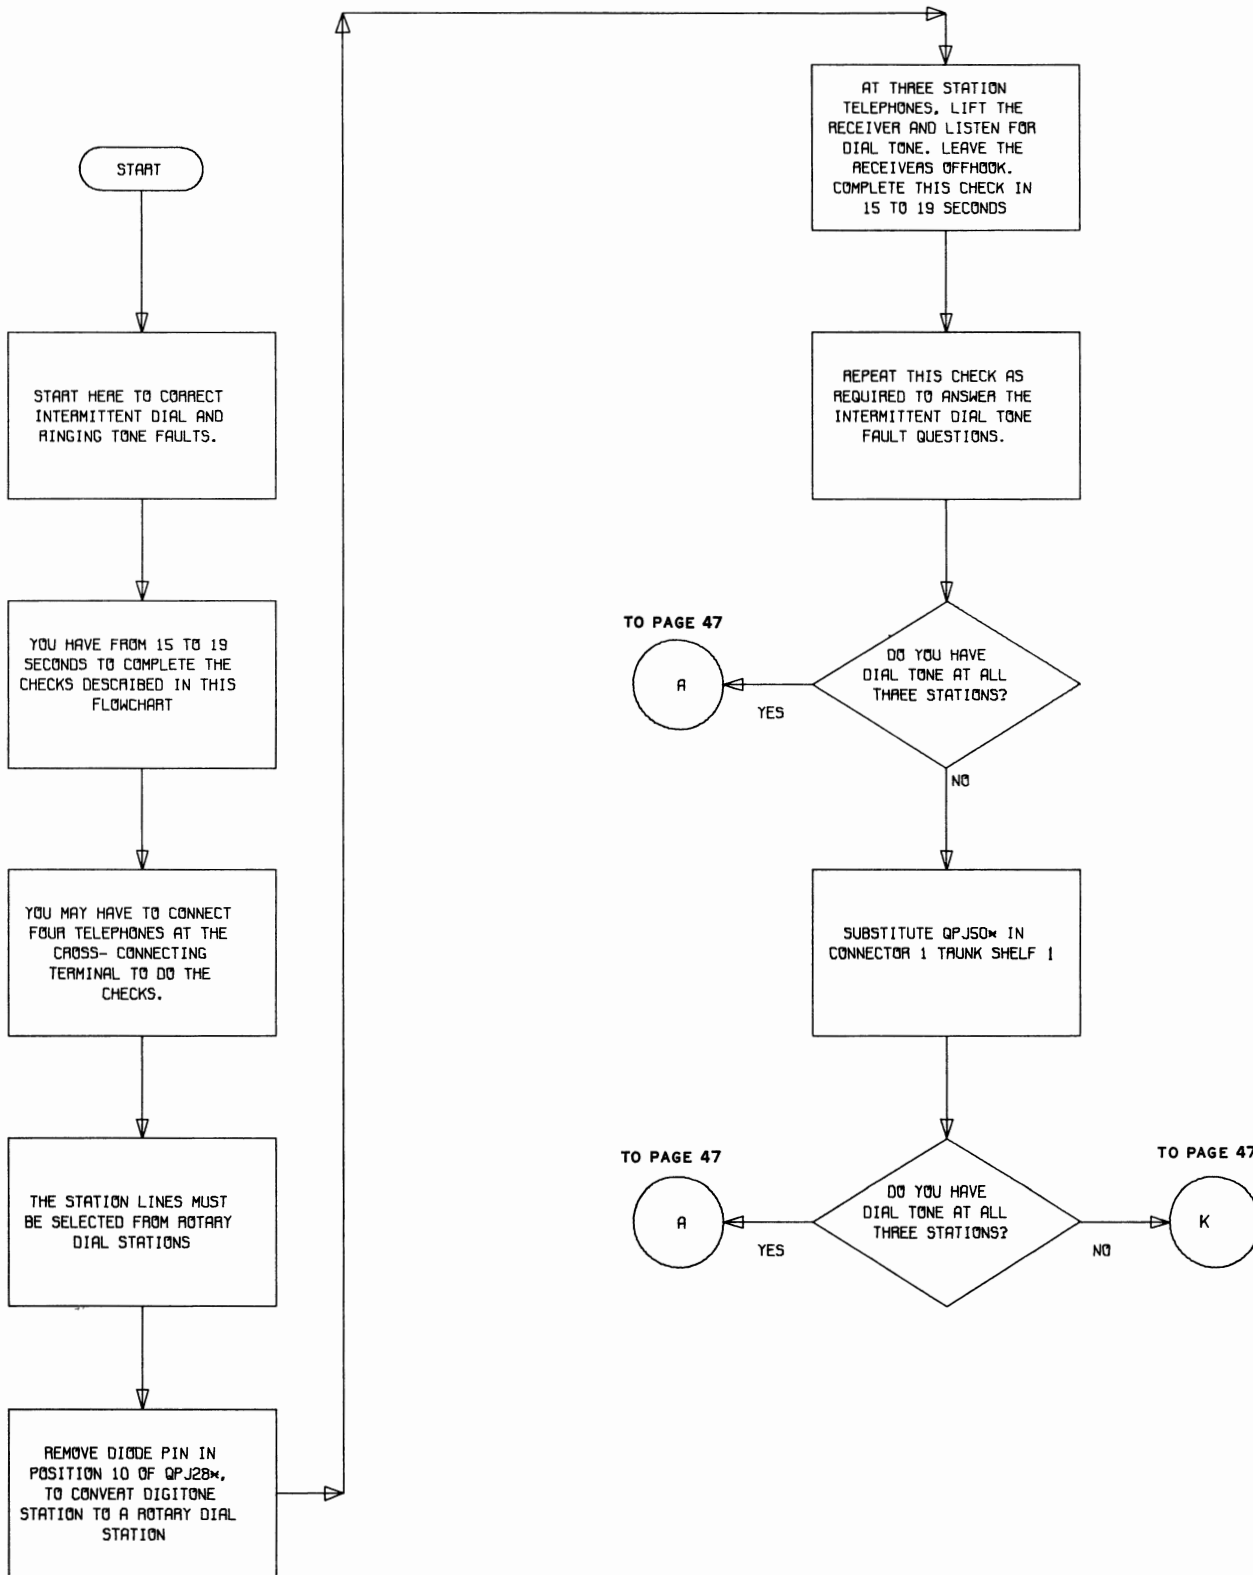 START
START HERE TO CORRECT
INTERMITTENT DIAL AND
RINGING TONE FAULTS.
YOU HAVE FROM 15 TO 19
SECONDS TO COMPLETE THE
CHECKS DESCRIBED IN THIS
FLOWCHART
YOU MAY HAVE TO CONNECT
FOUR TELEPHONES AT THE
CROSS- CONNECTING
TERMINAL TO DO THE
CHECKS.
THE STATION LINES MUST
BE SELECTED FROM ROTARY
DIAL STATIONS
REMOVE DIODE PIN IN
POSITION 10 OF QPJ28*,
TO CONVERT DIGITONE
STATION TO A ROTARY DIAL
STATION
AT THREE STATION
TELEPHONES, LIFT THE
RECEIVER AND LISTEN FOR
DIAL TONE. LEAVE THE
RECEIVERS OFFHOOK.
COMPLETE THIS CHECK IN
15 TO 19 SECONDS
REPEAT THIS CHECK AS
REQUIRED TO ANSWER THE
INTERMITTENT DIAL TONE
FAULT QUESTIONS.
DO YOU HAVE
DIAL TONE AT ALL
THREE STATIONS?
YES
TO PAGE 47
A
NO
SUBSTITUTE QPJ50* IN
CONNECTOR 1 TRUNK SHELF 1
DO YOU HAVE
DIAL TONE AT ALL
THREE STATIONS?
YES
TO PAGE 47
A
NO
TO PAGE 47
K